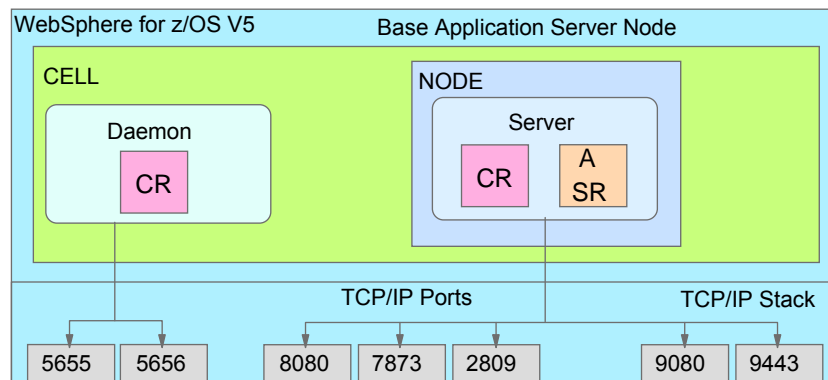 WebSphere for z/OS V5
Base Application Server Node
CELL
NODE
Daemon
CR
Server
CR
A
SR
TCP/IP Ports
TCP/IP Stack
5655
5656
8080
7873
2809
9080
9443